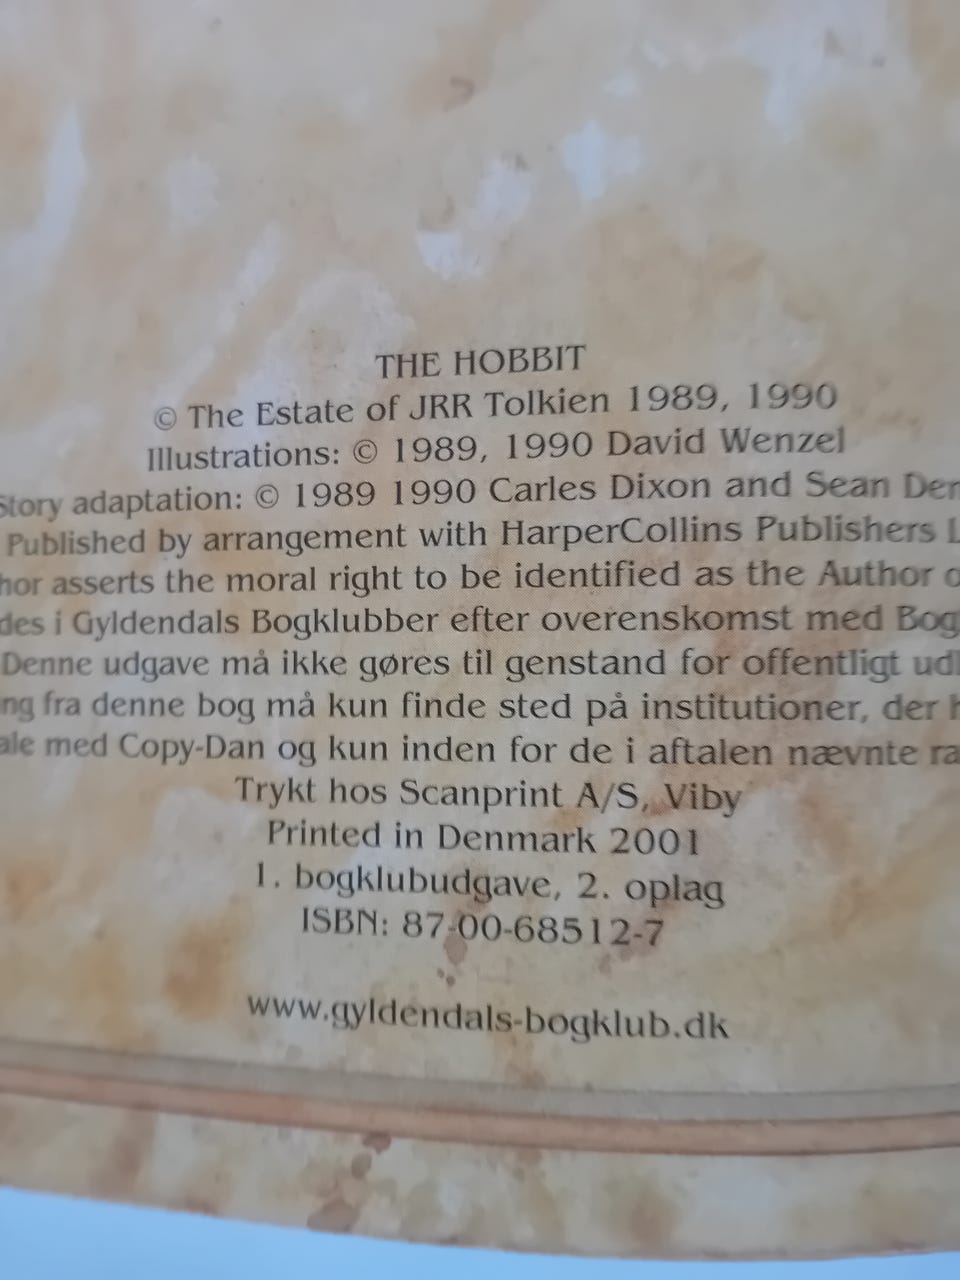 THE HOBBIT
© The Estate of JRR Tolkien 1989, 1990
Illustrations: © 1989, 1990 David Wenzel
Story adaptation: © 1989 1990 Carles Dixon and Sean Der
Published by arrangement with HarperCollins Publishers L
hor asserts the moral right to be identified as the Author o
des i Gyldendals Bogklubber efter overenskomst med Bog
Denne udgave må ikke gøres til genstand for offentligt udl
ng fra denne bog må kun finde sted på institutioner, der h
ale med Copy-Dan og kun inden for de i aftalen nævnte ra
Trykt hos Scanprint A/S, Viby
Printed in Denmark 2001
1. bogklubudgave, 2. oplag
ISBN: 87-00-68512-7
www.gyldendals-bogklub.dk